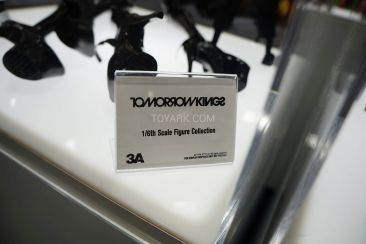 TOMORROW KINGS
TOYARK.COM
1/6th Scale Figure Collection
3A